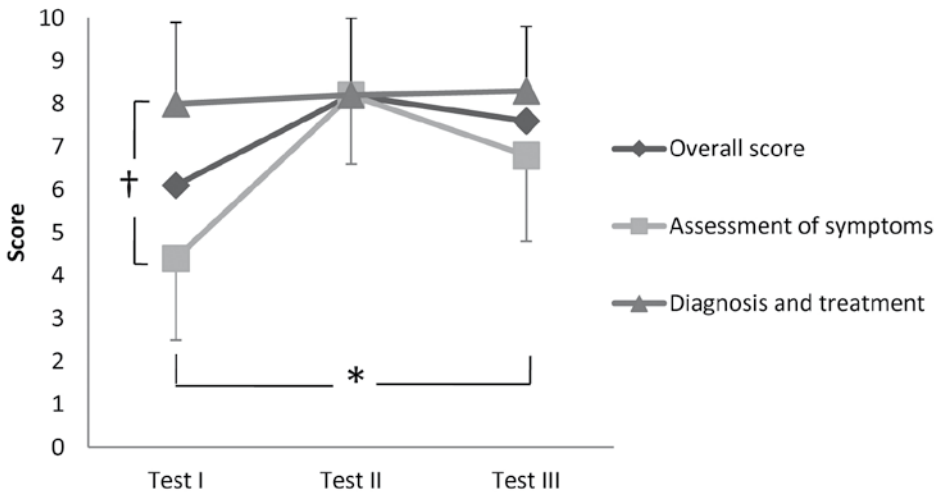 10
9
8
7
6
5
4
3
2
1
0
Score
†
*
Test I
Test II
Test III
Overall score
Assessment of symptoms
Diagnosis and treatment